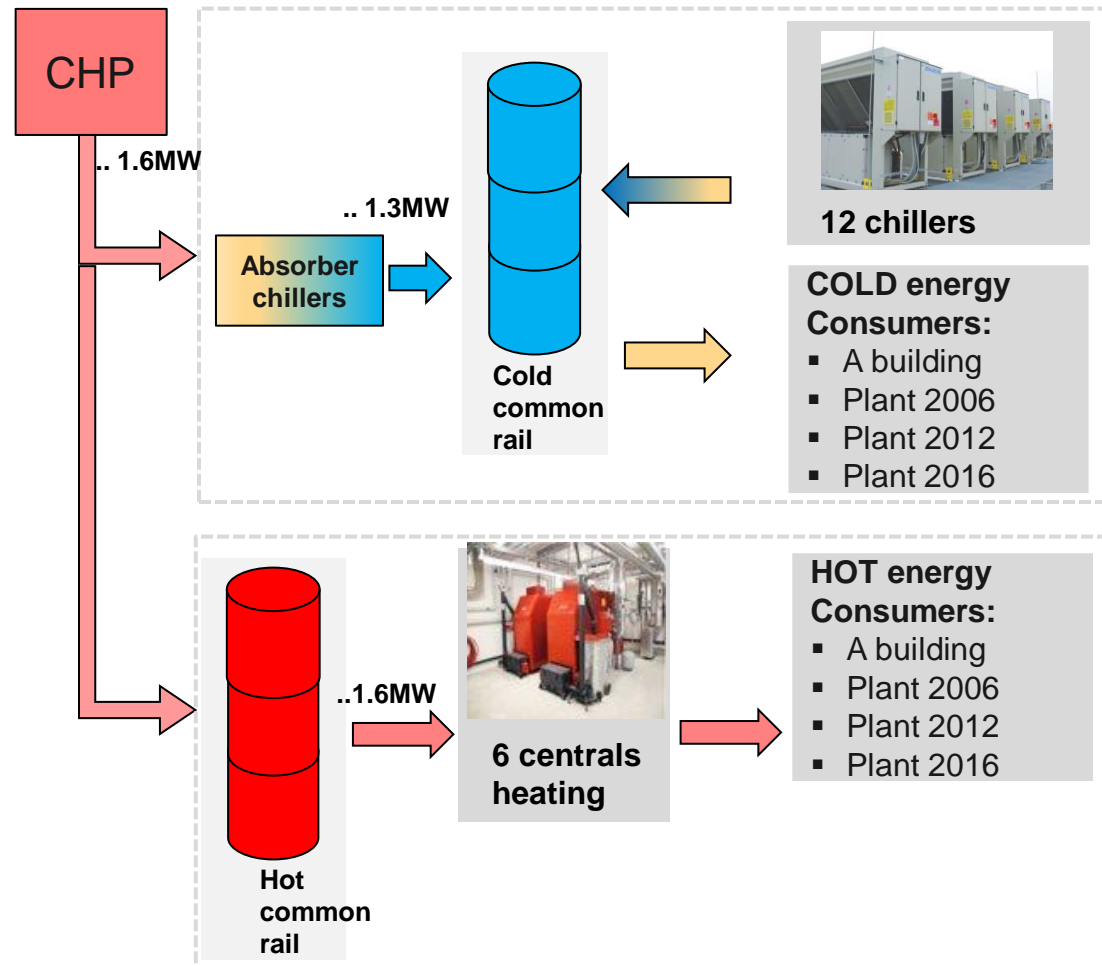 CHP
.. 1.6MW
Absorber
chillers
.. 1.3MW
Cold
common
rail
12 chillers
COLD energy
Consumers:
▪ A building
▪ Plant 2006
▪ Plant 2012
▪ Plant 2016
Hot
common
rail
..1.6MW
6 centrals
heating
HOT energy
Consumers:
▪ A building
▪ Plant 2006
▪ Plant 2012
▪ Plant 2016